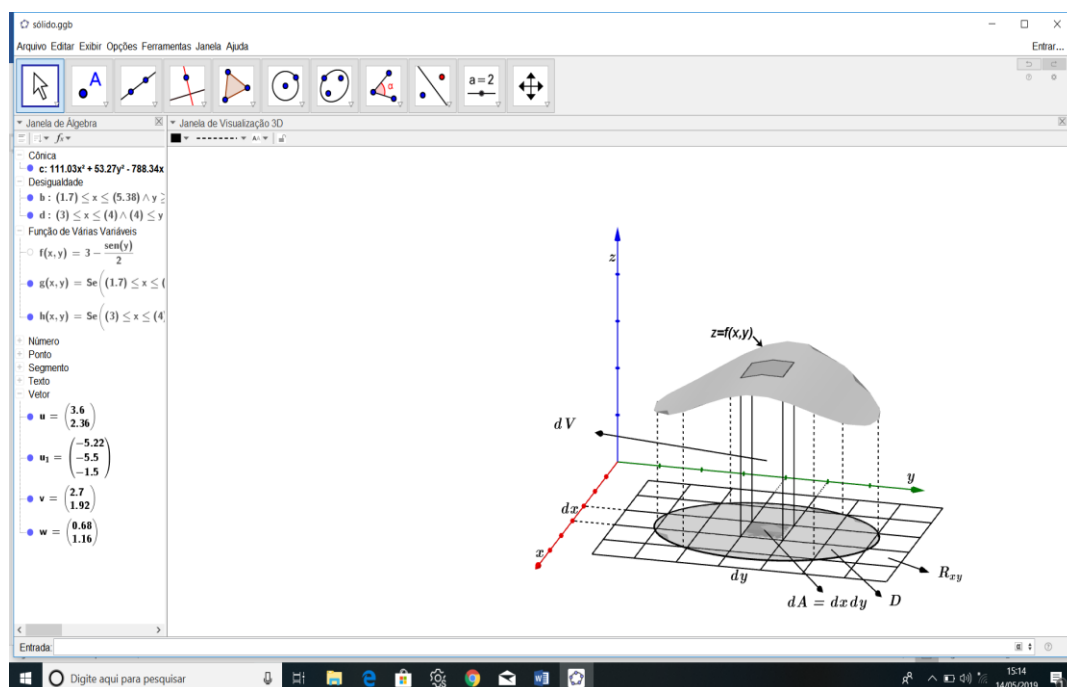 sólido.ggb
Arquivo Editar Exibir Opções Ferramentas Janela Ajuda
Entrar...
A
α
a=2
Janela de Álgebra
Janela de Visualização 3D
Cônica
c: 111.03x² + 53.27y² - 788.34x
Desigualdade
b : (1.7) ≤ x ≤ (5.38) ∧ y ≥
d : (3) ≤ x ≤ (4) ∧ (4) ≤ y
Função de Várias Variáveis
f(x, y) = 3 − sen(y)/2
g(x, y) = Se((1.7) ≤ x ≤ (
h(x, y) = Se((3) ≤ x ≤ (4)
Número
Ponto
Segmento
Texto
Vetor
u = (3.6 2.36)
u₁ = (−5.22 −5.5 −1.5)
v = (2.7 1.92)
w = (0.68 1.16)
z
z=f(x,y)
dV
y
dx
x
dy
Rxy
dA = dxdy
D
Entrada:
Digite aqui para pesquisar
15:14
14/05/2019